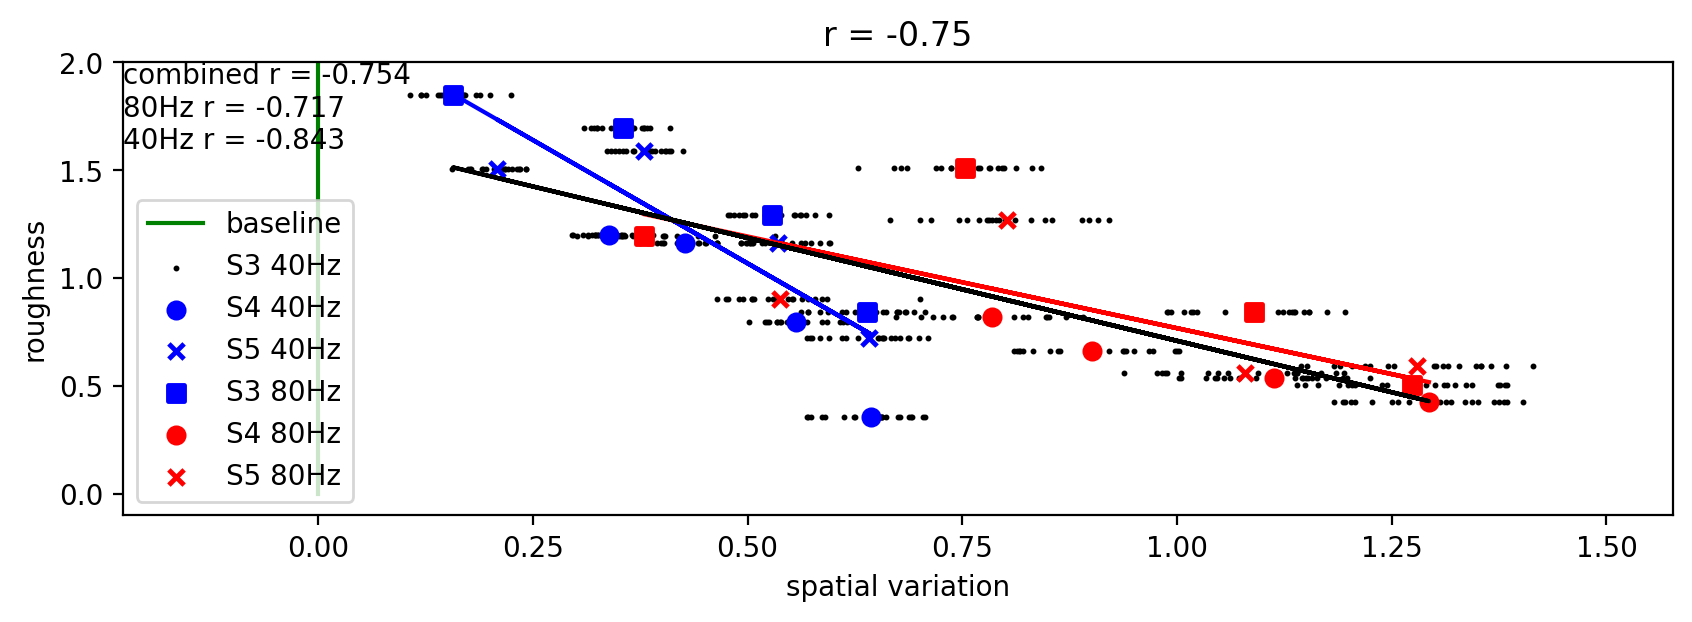 r = -0.75
combined r = -0.754
80Hz r = -0.717
40Hz r = -0.843
baseline
S3 40Hz
S4 40Hz
S5 40Hz
S3 80Hz
S4 80Hz
S5 80Hz
roughness
2.0
1.5
1.0
0.5
0.0
0.00 0.25 0.50 0.75 1.00 1.25 1.50
spatial variation